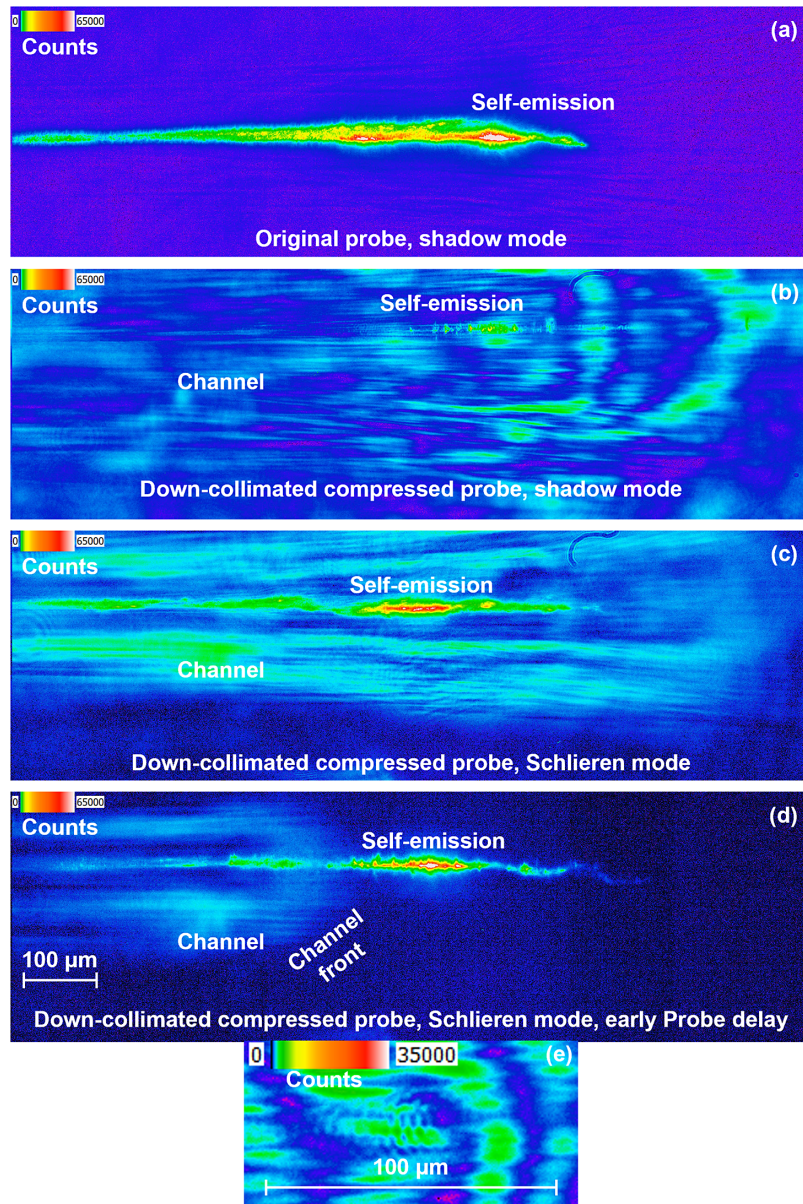 0 65000
Counts
(a)
Self-emission
Original probe, shadow mode
0 65000
Counts
(b)
Self-emission
Channel
Down-collimated compressed probe, shadow mode
0 65000
Counts
(c)
Self-emission
Channel
Down-collimated compressed probe, Schlieren mode
0 65000
Counts
(d)
Self-emission
Channel
Channel
front
100 μm
Down-collimated compressed probe, Schlieren mode, early Probe delay
0 35000
(e)
Counts
100 μm